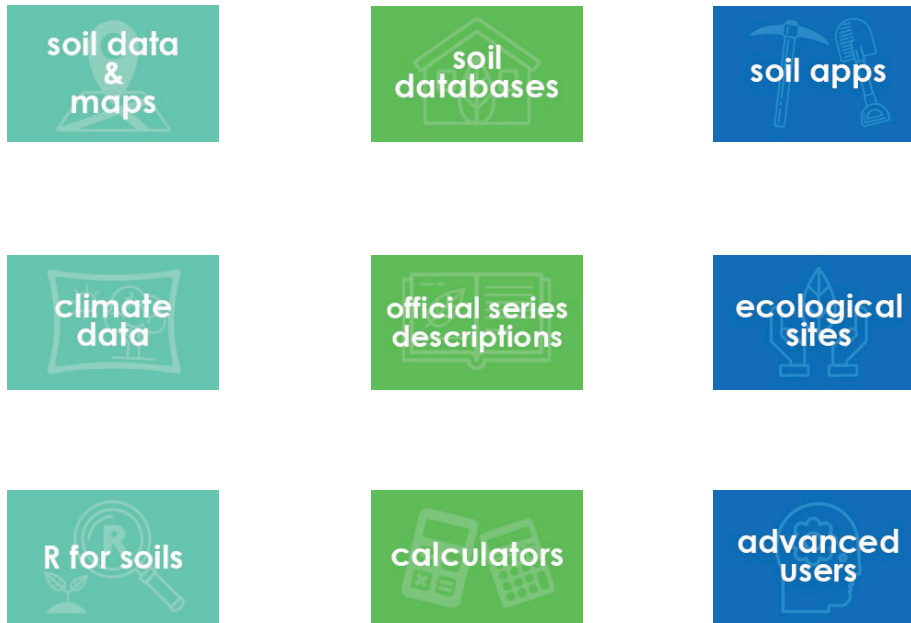 soil data
&
maps
soil
databases
soil apps
climate
data
official series
descriptions
ecological
sites
R
R for soils
calculators
advanced
users